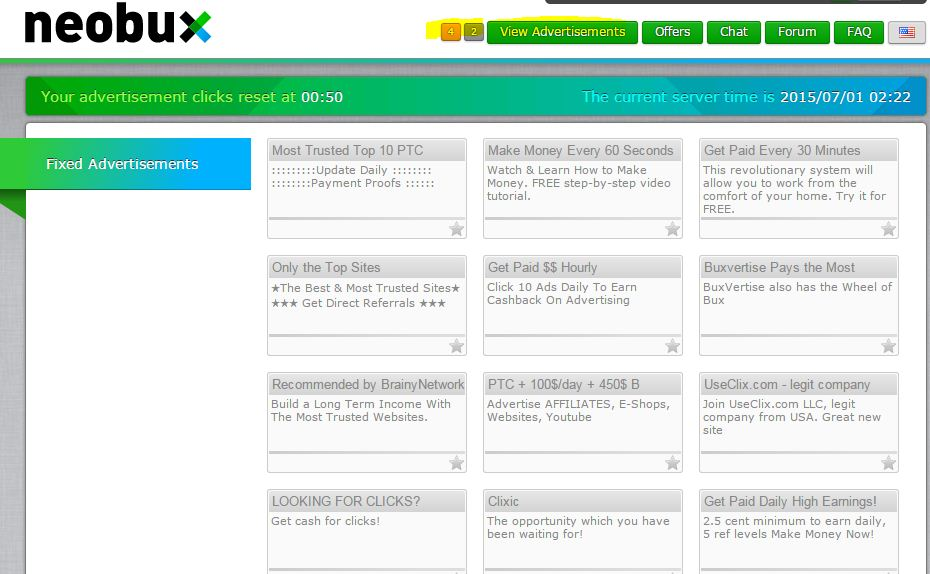 neobux
4 2 View Advertisements Offers Chat Forum FAQ
Your advertisement clicks reset at 00:50 The current server time is 2015/07/01 02:22
Fixed Advertisements
Most Trusted Top 10 PTC
:::::::::Update Daily ::::::::
::::::::Payment Proofs ::::::
Make Money Every 60 Seconds
Watch & Learn How to Make
Money. FREE step-by-step video
tutorial.
Get Paid Every 30 Minutes
This revolutionary system will
allow you to work from the
comfort of your home. Try it for
FREE.
Only the Top Sites
★The Best & Most Trusted Sites★
★★★ Get Direct Referrals ★★★
Get Paid $$ Hourly
Click 10 Ads Daily To Earn
Cashback On Advertising
Buxvertise Pays the Most
BuxVertise also has the Wheel of
Bux
Recommended by BrainyNetwork
Build a Long Term Income With
The Most Trusted Websites.
PTC + 100$/day + 450$ B
Advertise AFFILIATES, E-Shops,
Websites, Youtube
UseClix.com - legit company
Join UseClix.com LLC, legit
company from USA. Great new
site
LOOKING FOR CLICKS?
Get cash for clicks!
Clixic
The opportunity which you have
been waiting for!
Get Paid Daily High Earnings!
2.5 cent minimum to earn daily,
5 ref levels Make Money Now!